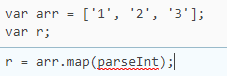 var arr = ['1', '2', '3'];
var r;
r = arr.map(parseInt);